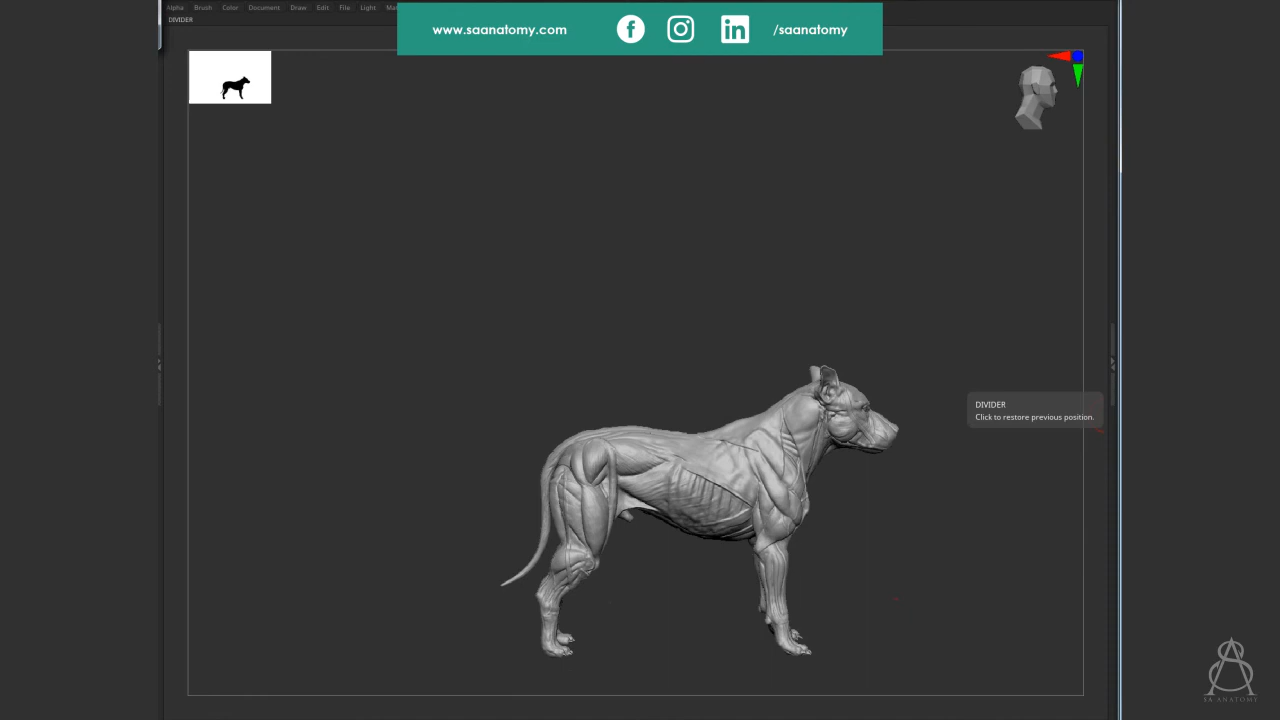 Alpha Brush Color Document Draw Edit File Light
DIVIDER
www.saanatomy.com
/saanatomy
DIVIDER
Click to restore previous position.
SA ANATOMY